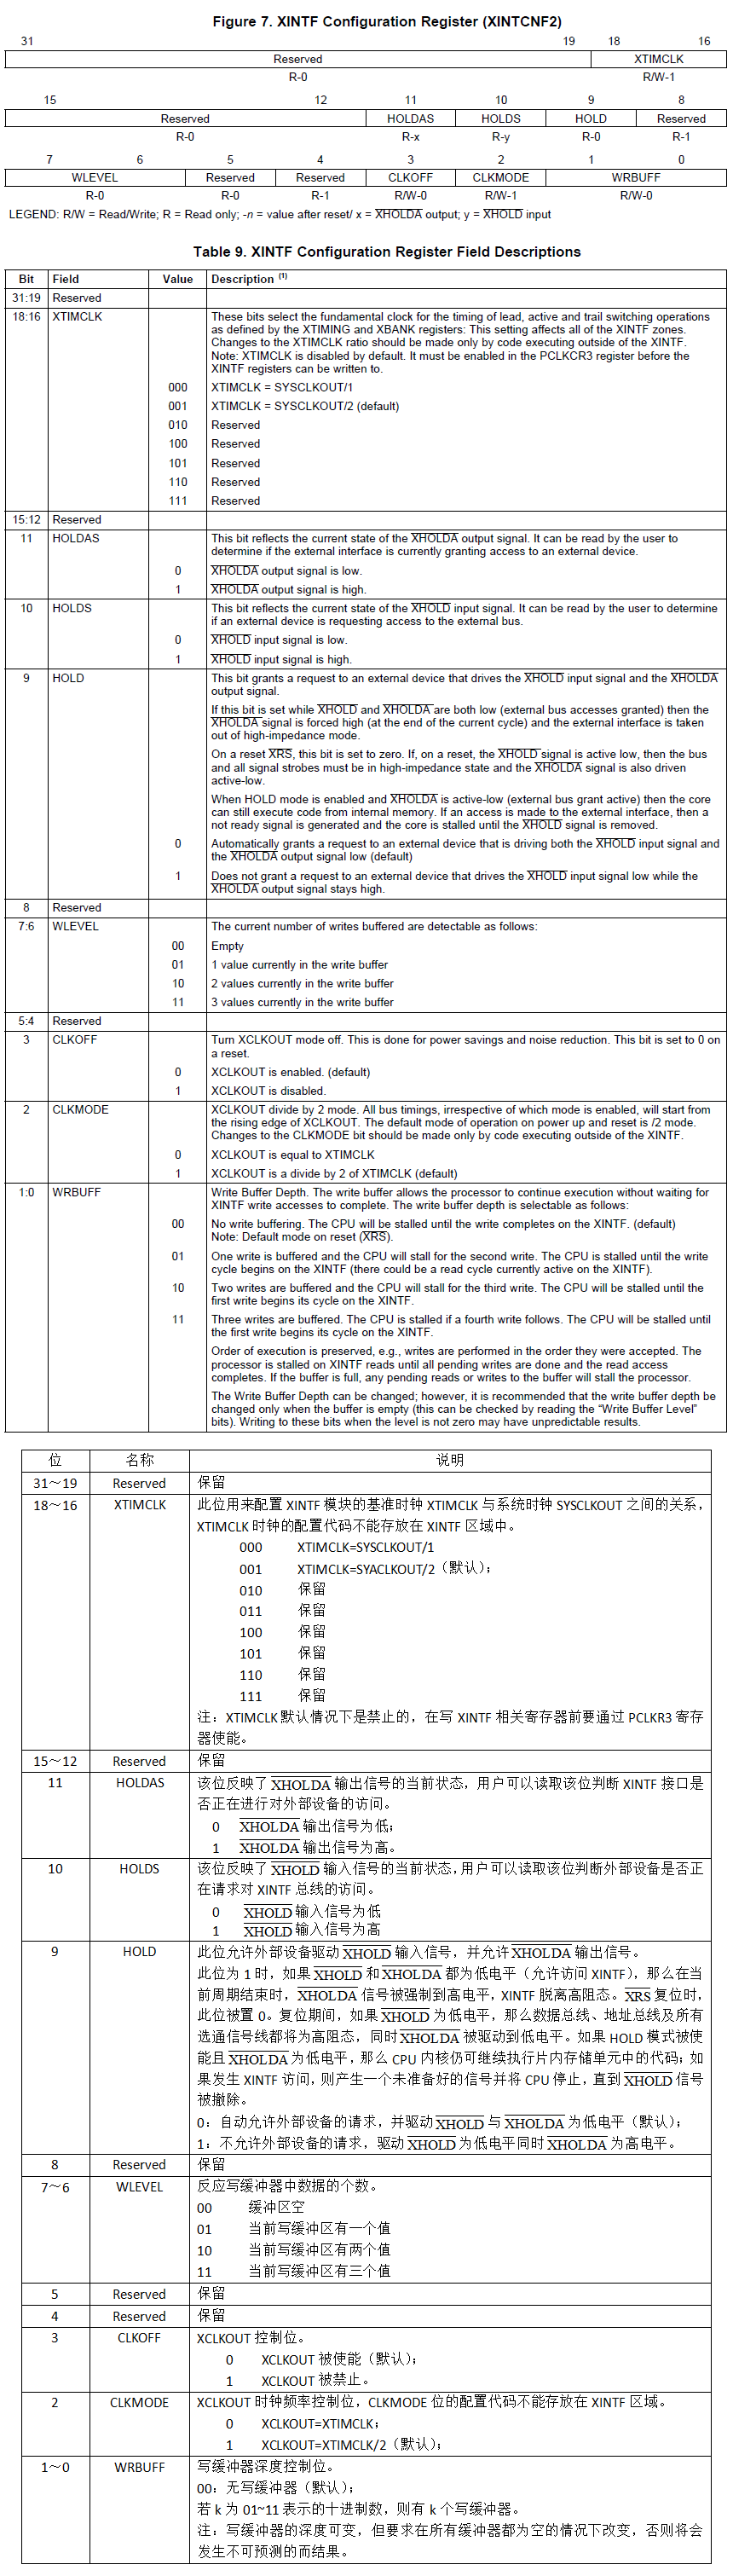 Figure 7. XINTF Configuration Register (XINTCNF2)
31 19 18 16
Reserved XTIMCLK
R-0 R/W-1
15 12 11 10 9 8
Reserved HOLDAS HOLDS HOLD Reserved
R-0 R-x R-y R-0 R-1
7 6 5 4 3 2 1 0
WLEVEL Reserved Reserved CLKOFF CLKMODE WRBUFF
R-0 R-0 R-1 R/W-0 R/W-1 R/W-0
LEGEND: R/W = Read/Write; R = Read only; -n = value after reset/ x = XHOLDA output; y = XHOLD input
Table 9. XINTF Configuration Register Field Descriptions
Bit Field Value Description (1)
31:19 Reserved
18:16 XTIMCLK These bits select the fundamental clock for the timing of lead, active and trail switching operations
as defined by the XTIMING and XBANK registers: This setting affects all of the XINTF zones.
Changes to the XTIMCLK ratio should be made only by code executing outside of the XINTF.
Note: XTIMCLK is disabled by default. It must be enabled in the PCLKCR3 register before the
XINTF registers can be written to.
000 XTIMCLK = SYSCLKOUT/1
001 XTIMCLK = SYSCLKOUT/2 (default)
010 Reserved
100 Reserved
101 Reserved
110 Reserved
111 Reserved
15:12 Reserved
11 HOLDAS This bit reflects the current state of the XHOLDA output signal. It can be read by the user to
determine if the external interface is currently granting access to an external device.
0 XHOLDA output signal is low.
1 XHOLDA output signal is high.
10 HOLDS This bit reflects the current state of the XHOLD input signal. It can be read by the user to determine
if an external device is requesting access to the external bus.
0 XHOLD input signal is low.
1 XHOLD input signal is high.
9 HOLD This bit grants a request to an external device that drives the XHOLD input signal and the XHOLDA
output signal.
If this bit is set while XHOLD and XHOLDA are both low (external bus accesses granted) then the
XHOLDA signal is forced high (at the end of the current cycle) and the external interface is taken
out of high-impedance mode.
On a reset XRS, this bit is set to zero. If, on a reset, the XHOLD signal is active low, then the bus
and all signal strobes must be in high-impedance state and the XHOLDA signal is also driven
active-low.
When HOLD mode is enabled and XHOLDA is active-low (external bus grant active) then the core
can still execute code from internal memory. If an access is made to the external interface, then a
not ready signal is generated and the core is stalled until the XHOLD signal is removed.
0 Automatically grants a request to an external device that is driving both the XHOLD input signal and
the XHOLDA output signal low (default)
1 Does not grant a request to an external device that drives the XHOLD input signal low while the
XHOLDA output signal stays high.
8 Reserved
7:6 WLEVEL The current number of writes buffered are detectable as follows:
00 Empty
01 1 value currently in the write buffer
10 2 values currently in the write buffer
11 3 values currently in the write buffer
5:4 Reserved
3 CLKOFF Turn XCLKOUT mode off. This is done for power savings and noise reduction. This bit is set to 0 on
a reset.
0 XCLKOUT is enabled. (default)
1 XCLKOUT is disabled.
2 CLKMODE XCLKOUT divide by 2 mode. All bus timings, irrespective of which mode is enabled, will start from
the rising edge of XCLKOUT. The default mode of operation on power up and reset is /2 mode.
Changes to the CLKMODE bit should be made only by code executing outside of the XINTF.
0 XCLKOUT is equal to XTIMCLK
1 XCLKOUT is a divide by 2 of XTIMCLK (default)
1:0 WRBUFF Write Buffer Depth. The write buffer allows the processor to continue execution without waiting for
XINTF write accesses to complete. The write buffer depth is selectable as follows:
00 No write buffering. The CPU will be stalled until the write completes on the XINTF. (default)
Note: Default mode on reset (XRS).
01 One write is buffered and the CPU will stall for the second write. The CPU is stalled until the write
cycle begins on the XINTF (there could be a read cycle currently active on the XINTF).
10 Two writes are buffered and the CPU will stall for the third write. The CPU will be stalled until the
first write begins its cycle on the XINTF.
11 Three writes are buffered. The CPU is stalled if a fourth write follows. The CPU will be stalled until
the first write begins its cycle on the XINTF.
Order of execution is preserved, e.g., writes are performed in the order they were accepted. The
processor is stalled on XINTF reads until all pending writes are done and the read access
completes. If the buffer is full, any pending reads or writes to the buffer will stall the processor.
The Write Buffer Depth can be changed; however, it is recommended that the write buffer depth be
changed only when the buffer is empty (this can be checked by reading the “Write Buffer Level”
bits). Writing to these bits when the level is not zero may have unpredictable results.
位 名称 说明
31～19 Reserved 保留
18～16 XTIMCLK 此位用来配置 XINTF 模块的基准时钟 XTIMCLK 与系统时钟 SYSCLKOUT 之间的关系，
XTIMCLK 时钟的配置代码不能存放在 XINTF 区域中。
000 XTIMCLK=SYSCLKOUT/1
001 XTIMCLK=SYACLKOUT/2（默认）；
010 保留
011 保留
100 保留
101 保留
110 保留
111 保留
注：XTIMCLK 默认情况下是禁止的，在写 XINTF 相关寄存器前要通过 PCLKR3 寄存
器使能。
15～12 Reserved 保留
11 HOLDAS 该位反映了 XHOLDA 输出信号的当前状态，用户可以读取该位判断 XINTF 接口是
否正在进行对外部设备的访问。
0 XHOLDA 输出信号为低；
1 XHOLDA 输出信号为高。
10 HOLDS 该位反映了 XHOLD 输入信号的当前状态，用户可以读取该位判断外部设备是否正
在请求对 XINTF 总线的访问。
0 XHOLD 输入信号为低
1 XHOLD 输入信号为高
9 HOLD 此位允许外部设备驱动 XHOLD 输入信号，并允许 XHOLDA 输出信号。
此位为 1 时，如果 XHOLD 和 XHOLDA 都为低电平（允许访问 XINTF），那么在当
前周期结束时，XHOLDA 信号被强制到高电平，XINTF 脱离高阻态。XRS 复位时，
此位被置 0。复位期间，如果 XHOLD 为低电平，那么数据总线、地址总线及所有
选通信号线都将为高阻态，同时 XHOLDA 被驱动到低电平。如果 HOLD 模式被使
能且 XHOLDA 为低电平，那么 CPU 内核仍可继续执行片内存储单元中的代码；如
果发生 XINTF 访问，则产生一个未准备好的信号并将 CPU 停止，直到 XHOLD 信号
被撤除。
0：自动允许外部设备的请求，并驱动 XHOLD 与 XHOLDA 为低电平（默认）；
1：不允许外部设备的请求，驱动 XHOLD 为低电平同时 XHOLDA 为高电平。
8 Reserved 保留
7～6 WLEVEL 反应写缓冲器中数据的个数。
00 缓冲区空
01 当前写缓冲区有一个值
10 当前写缓冲区有两个值
11 当前写缓冲区有三个值
5 Reserved 保留
4 Reserved 保留
3 CLKOFF XCLKOUT 控制位。
0 XCLKOUT 被使能（默认）；
1 XCLKOUT 被禁止。
2 CLKMODE XCLKOUT 时钟频率控制位，CLKMODE 位的配置代码不能存放在 XINTF 区域。
0 XCLKOUT=XTIMCLK；
1 XCLKOUT=XTIMCLK/2（默认）；
1～0 WRBUFF 写缓冲器深度控制位。
00：无写缓冲器（默认）；
若 k 为 01~11 表示的十进制数，则有 k 个写缓冲器。
注：写缓冲器的深度可变，但要求在所有缓冲器都为空的情况下改变，否则将会
发生不可预测的而结果。